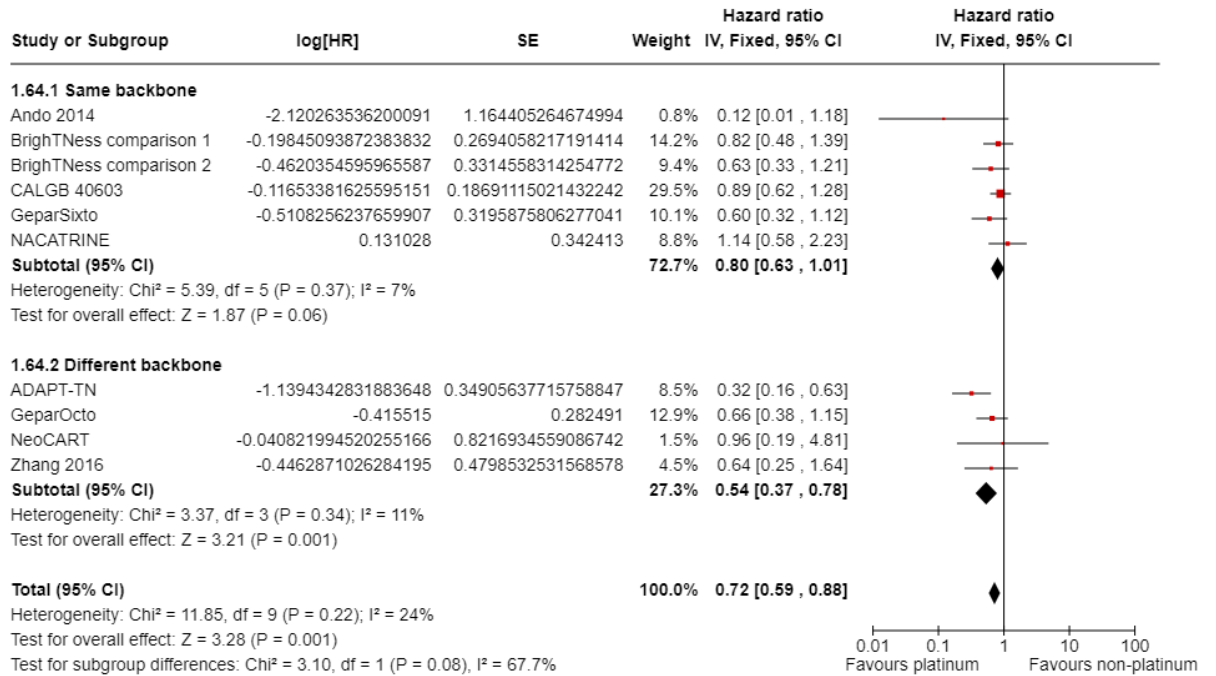 Hazard ratio Hazard ratio
Study or Subgroup log[HR] SE Weight IV, Fixed, 95% CI IV, Fixed, 95% CI
1.64.1 Same backbone
Ando 2014 -2.120263536200091 1.164405264674994 0.8% 0.12 [0.01 , 1.18]
BrighTNess comparison 1 -0.19845093872383832 0.2694058217191414 14.2% 0.82 [0.48 , 1.39]
BrighTNess comparison 2 -0.4620354595965587 0.3314558314254772 9.4% 0.63 [0.33 , 1.21]
CALGB 40603 -0.11653381625595151 0.18691115021432242 29.5% 0.89 [0.62 , 1.28]
GeparSixto -0.5108256237659907 0.3195875806277041 10.1% 0.60 [0.32 , 1.12]
NACATRINE 0.131028 0.342413 8.8% 1.14 [0.58 , 2.23]
Subtotal (95% CI) 72.7% 0.80 [0.63 , 1.01]
Heterogeneity: Chi² = 5.39, df = 5 (P = 0.37); I² = 7%
Test for overall effect: Z = 1.87 (P = 0.06)
1.64.2 Different backbone
ADAPT-TN -1.1394342831883648 0.34905637715758847 8.5% 0.32 [0.16 , 0.63]
GeparOcto -0.415515 0.282491 12.9% 0.66 [0.38 , 1.15]
NeoCART -0.040821994520255166 0.8216934559086742 1.5% 0.96 [0.19 , 4.81]
Zhang 2016 -0.4462871026284195 0.4798532531568578 4.5% 0.64 [0.25 , 1.64]
Subtotal (95% CI) 27.3% 0.54 [0.37 , 0.78]
Heterogeneity: Chi² = 3.37, df = 3 (P = 0.34); I² = 11%
Test for overall effect: Z = 3.21 (P = 0.001)
Total (95% CI) 100.0% 0.72 [0.59 , 0.88]
Heterogeneity: Chi² = 11.85, df = 9 (P = 0.22); I² = 24%
Test for overall effect: Z = 3.28 (P = 0.001)
Test for subgroup differences: Chi² = 3.10, df = 1 (P = 0.08), I² = 67.7%
0.01 0.1 1 10 100
Favours platinum Favours non-platinum